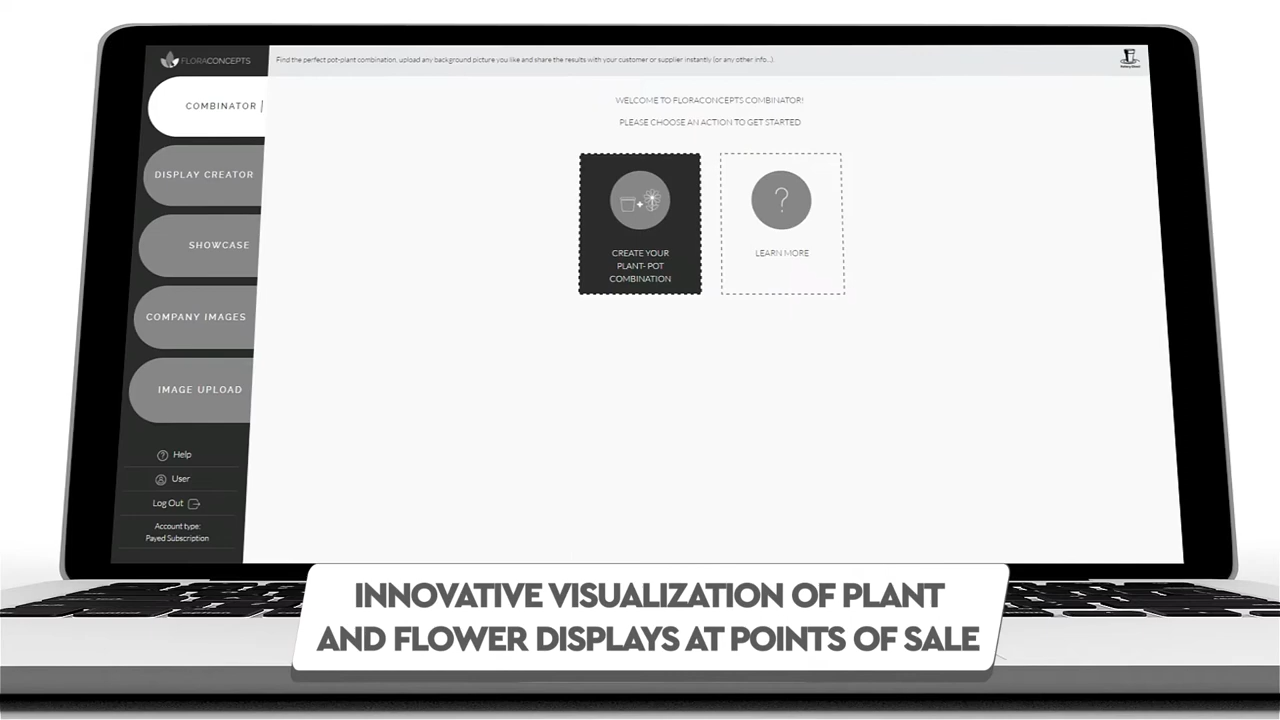 FLORACONCEPTS
Find the perfect pot-plant combination, upload any background picture you like and share the results with your customer or supplier instantly (or any other info...).
COMBINATOR
DISPLAY CREATOR
SHOWCASE
COMPANY IMAGES
IMAGE UPLOAD
? Help
User
Log Out
Account type:
Payed Subscription
WELCOME TO FLORACONCEPTS COMBINATOR!
PLEASE CHOOSE AN ACTION TO GET STARTED
+
CREATE YOUR
PLANT- POT
COMBINATION
?
LEARN MORE
INNOVATIVE VISUALIZATION OF PLANT
AND FLOWER DISPLAYS AT POINTS OF SALE